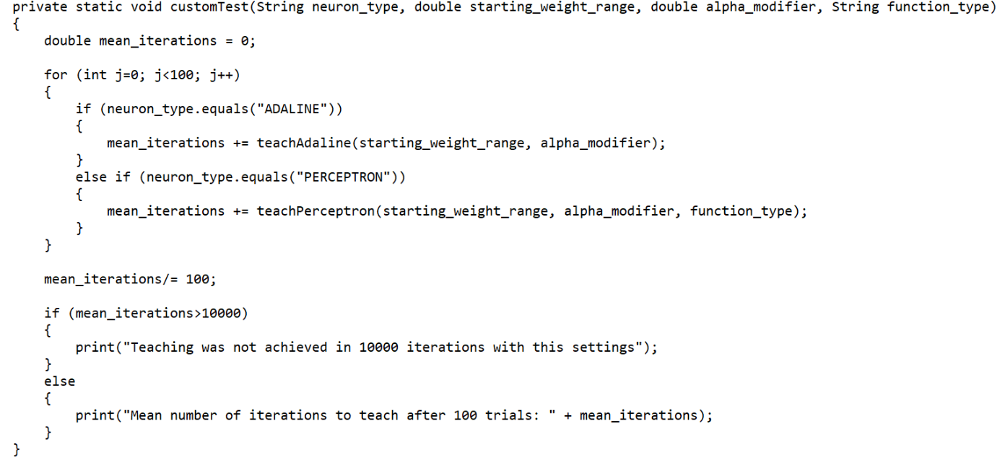 private static void customTest(String neuron_type, double starting_weight_range, double alpha_modifier, String function_type)
{
    double mean_iterations = 0;

    for (int j=0; j<100; j++)
    {
        if (neuron_type.equals("ADALINE"))
        {
            mean_iterations += teachAdaline(starting_weight_range, alpha_modifier);
        }
        else if (neuron_type.equals("PERCEPTRON"))
        {
            mean_iterations += teachPerceptron(starting_weight_range, alpha_modifier, function_type);
        }
    }

    mean_iterations/= 100;

    if (mean_iterations>10000)
    {
        print("Teaching was not achieved in 10000 iterations with this settings");
    }
    else
    {
        print("Mean number of iterations to teach after 100 trials: " + mean_iterations);
    }
}